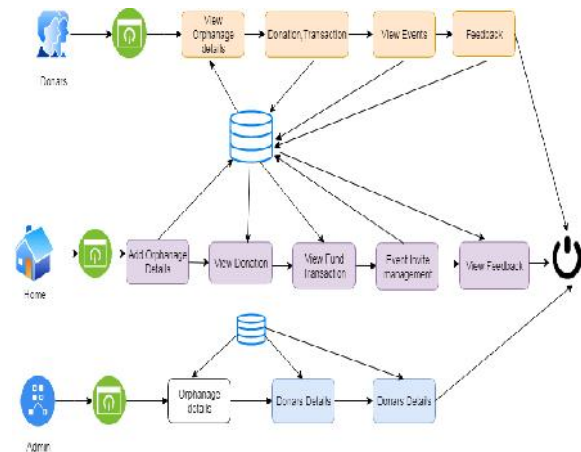 View
Orphanage
details
Donation,Transaction
View Events
Feedback
Donars
Add Orphanage
Details
View Donation
View Fund
Transaction
Event Invite
management
View Feedback
Home
Orphanage
details
Donars Details
Donars Details
Admin